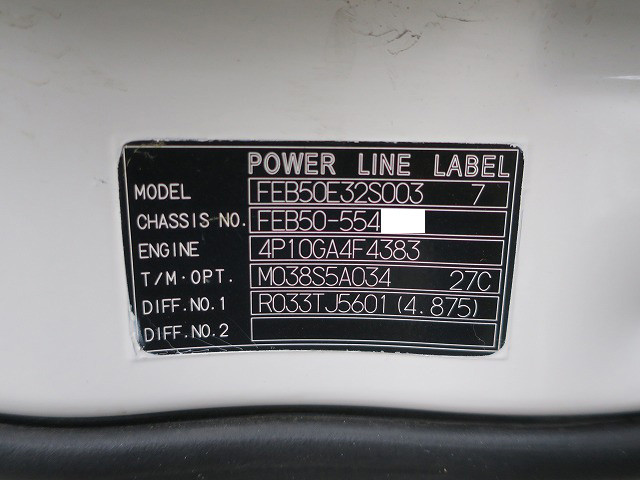 POWER LINE LABEL
MODEL FEB50E32S003 7
CHASSIS NO. FEB50-554
ENGINE 4P10GA4F4383
T/M·OPT. M038S5A034 27C
DIFF.NO.1 R033TJ5601(4.875)
DIFF.NO.2